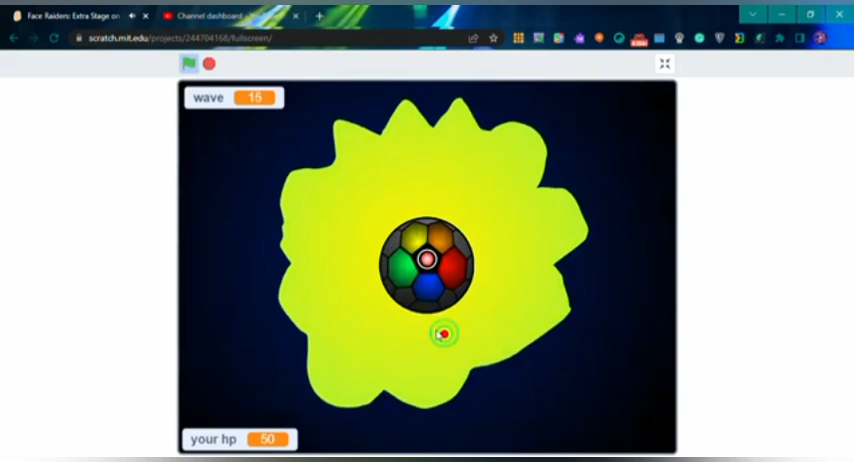 Face Raiders: Extra Stage on
Channel dashboard
scratch.mit.edu/projects/244704168/fullscreen/
wave 15
your hp 50